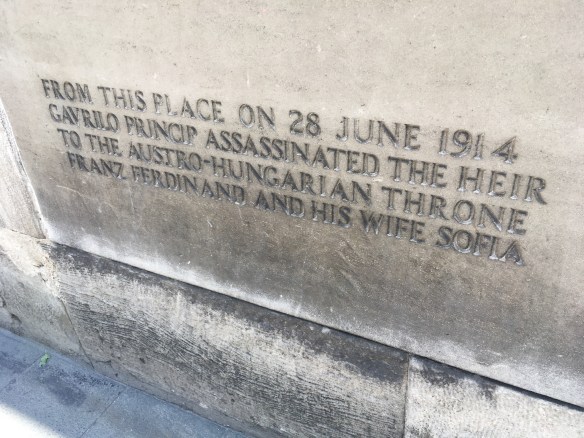 FROM THIS PLACE ON 28 JUNE 1914
GAVRILO PRINCIP ASSASSINATED THE HEIR
TO THE AUSTRO-HUNGARIAN THRONE
FRANZ FERDINAND AND HIS WIFE SOFIA